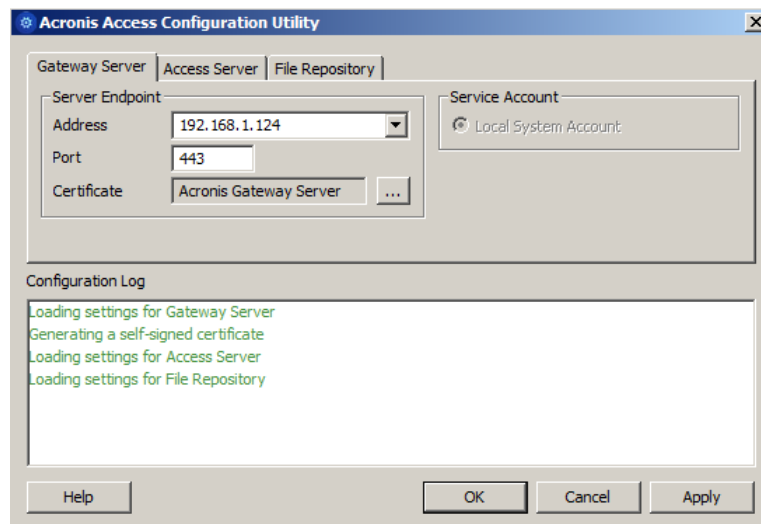 Acronis Access Configuration Utility
Gateway Server
Access Server
File Repository
Server Endpoint
Address
192.168.1.124
Port
443
Certificate
Acronis Gateway Server
...
Service Account
Local System Account
Configuration Log
Loading settings for Gateway Server
Generating a self-signed certificate
Loading settings for Access Server
Loading settings for File Repository
Help
OK
Cancel
Apply